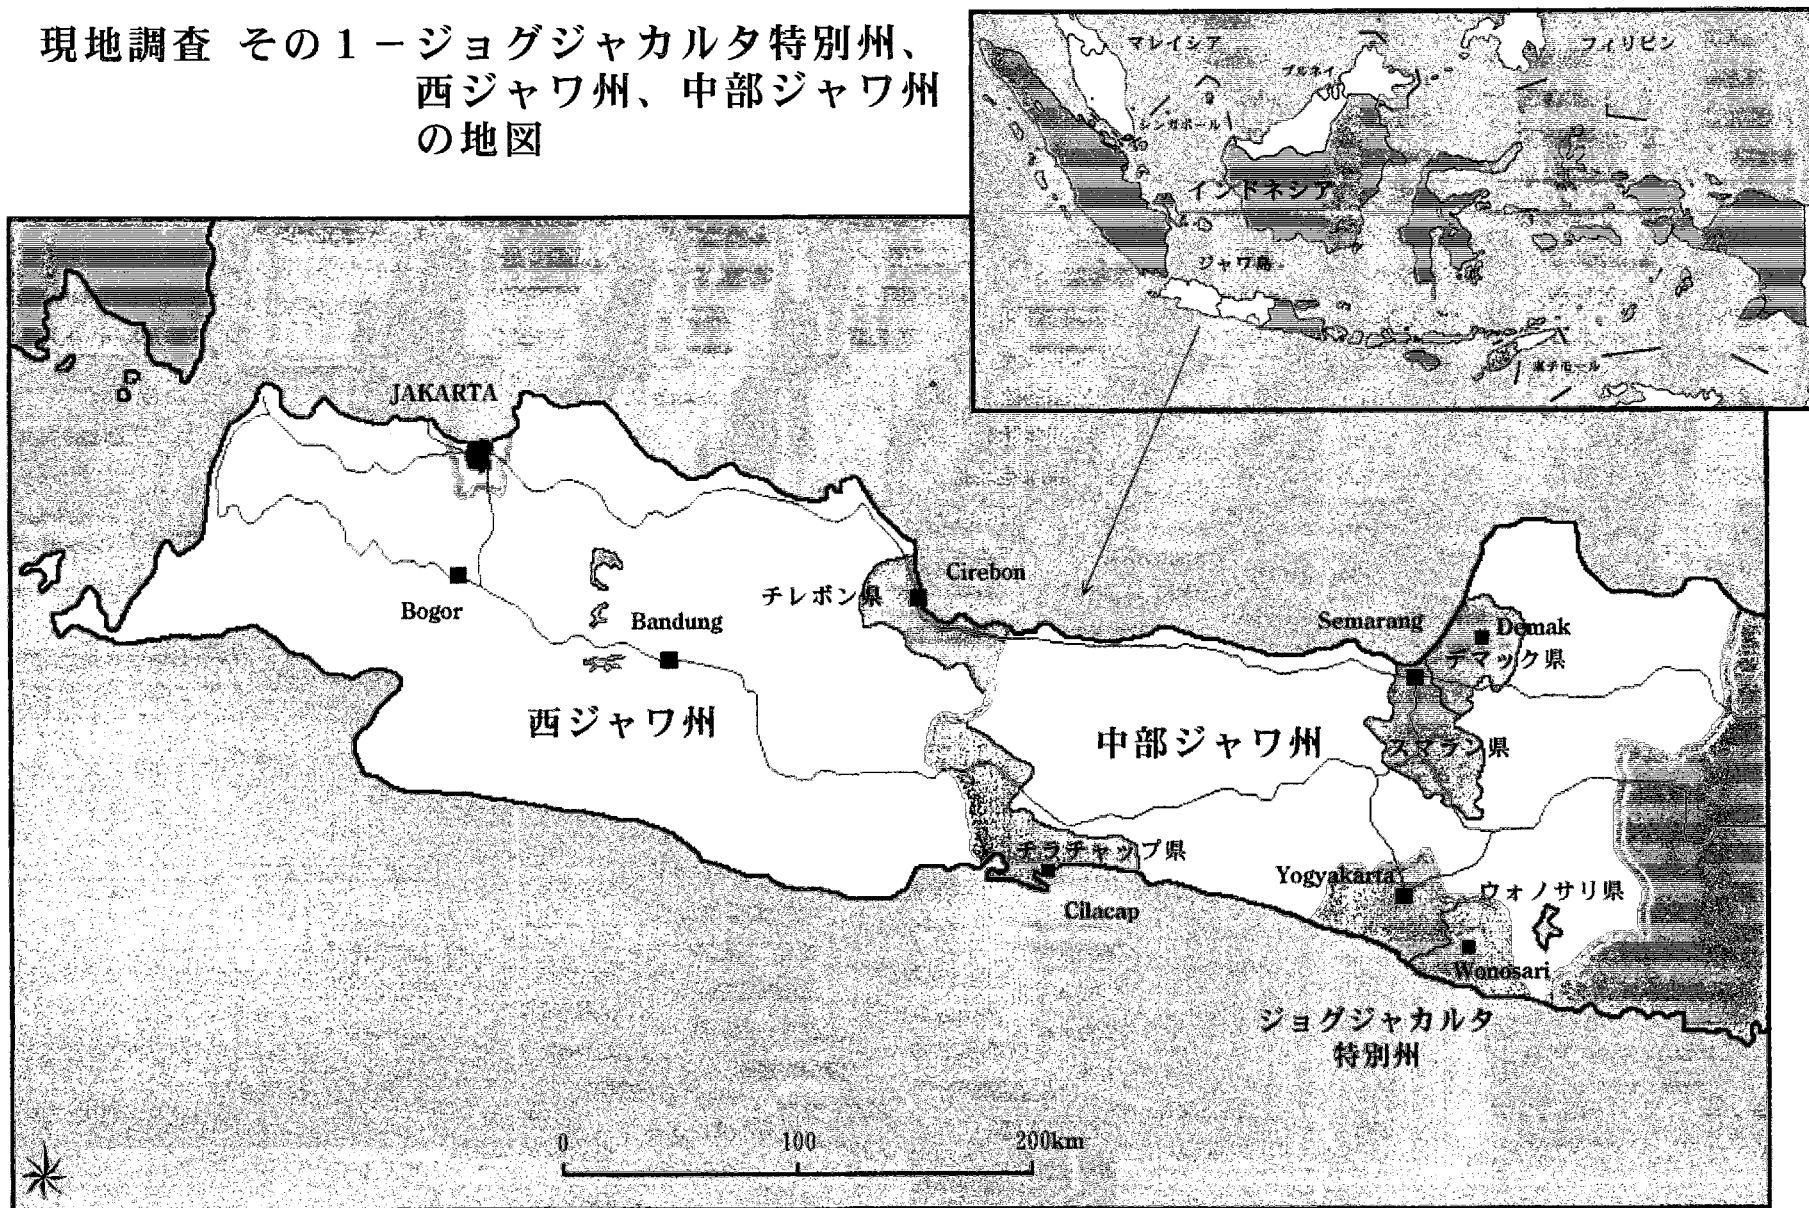 現地調査 その１－ジョグジャカルタ特別州、
西ジャワ州、中部ジャワ州
の地図
マレイシア
フィリピン
ブルネイ
シンガポール
インドネシア
ジャワ島
東チモール
JAKARTA
Cirebon
チレボン県
Bogor
Bandung
Semarang
Demak
デマック県
西ジャワ州
中部ジャワ州
スマラン県
チラチャップ県
Yogyakarta
ウォノサリ県
Cilacap
Wonosari
ジョグジャカルタ
特別州
0 100 200km